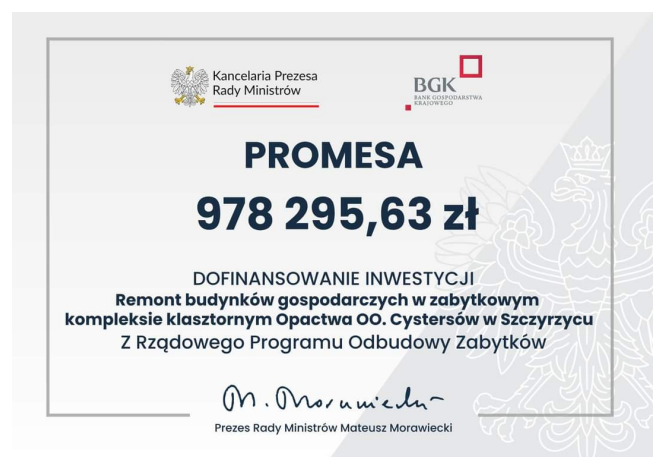 Kancelaria Prezesa
Rady Ministrów
BGK
BANK GOSPODARSTWA
KRAJOWEGO
PROMESA
978 295,63 zł
DOFINANSOWANIE INWESTYCJI
Remont budynków gospodarczych w zabytkowym
kompleksie klasztornym Opactwa OO. Cystersów w Szczyrzycu
Z Rządowego Programu Odbudowy Zabytków
M. Morawiecki
Prezes Rady Ministrów Mateusz Morawiecki